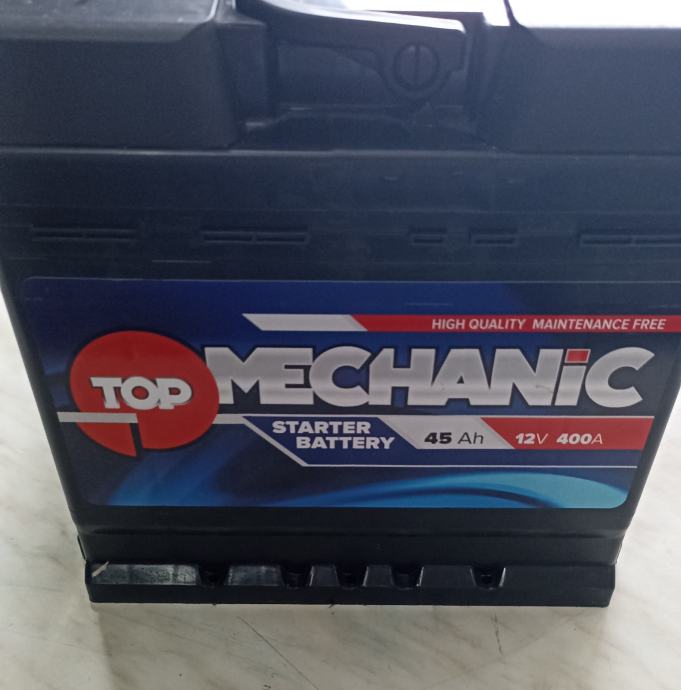 HIGH QUALITY MAINTENANCE FREE
TOP MECHANiC
STARTER BATTERY
45 Ah 12V 400A